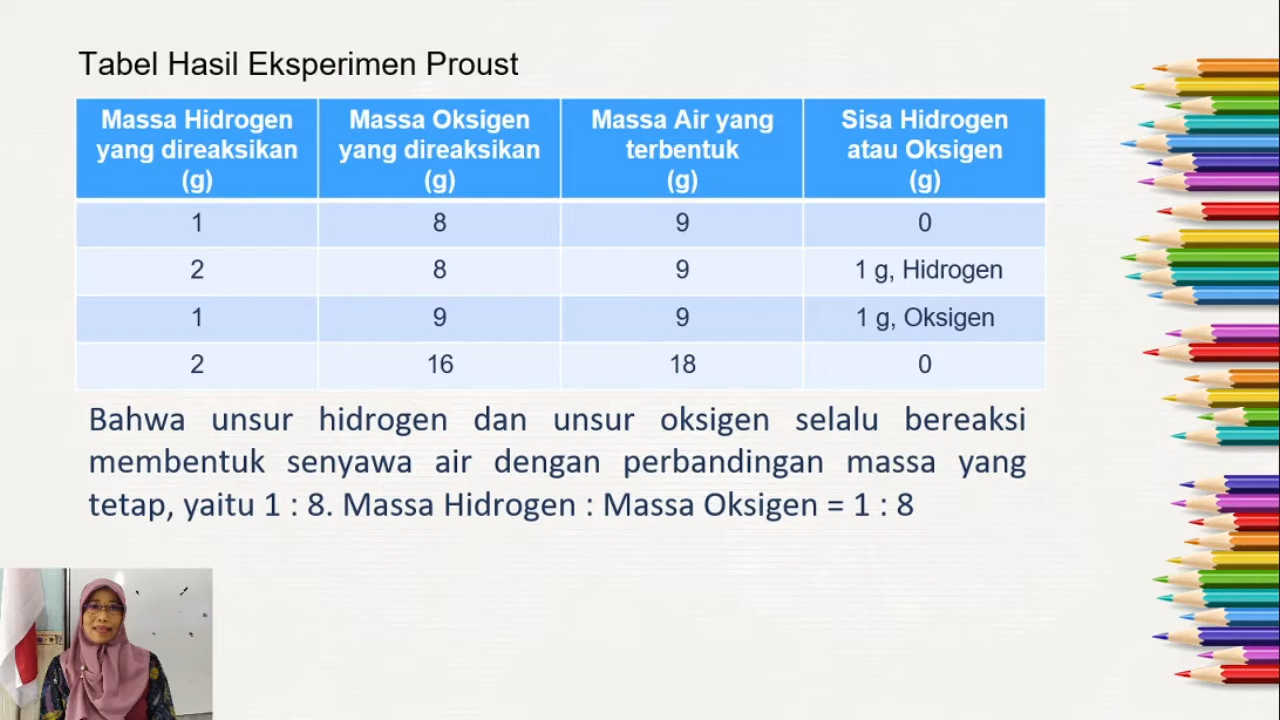 Tabel Hasil Eksperimen Proust
Massa Hidrogen yang direaksikan (g)
Massa Oksigen yang direaksikan (g)
Massa Air yang terbentuk (g)
Sisa Hidrogen atau Oksigen (g)
1 8 9 0
2 8 9 1 g, Hidrogen
1 9 9 1 g, Oksigen
2 16 18 0
Bahwa unsur hidrogen dan unsur oksigen selalu bereaksi
membentuk senyawa air dengan perbandingan massa yang
tetap, yaitu 1 : 8. Massa Hidrogen : Massa Oksigen = 1 : 8